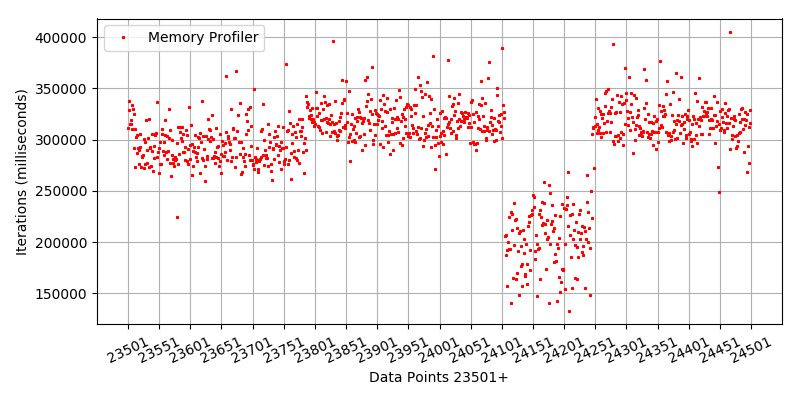 Memory Profiler
400000
350000
300000
250000
200000
150000
Iterations (milliseconds)
23501 23551 23601 23651 23701 23751 23801 23851 23901 23951 24001 24051 24101 24151 24201 24251 24301 24351 24401 24451 24501
Data Points 23501+